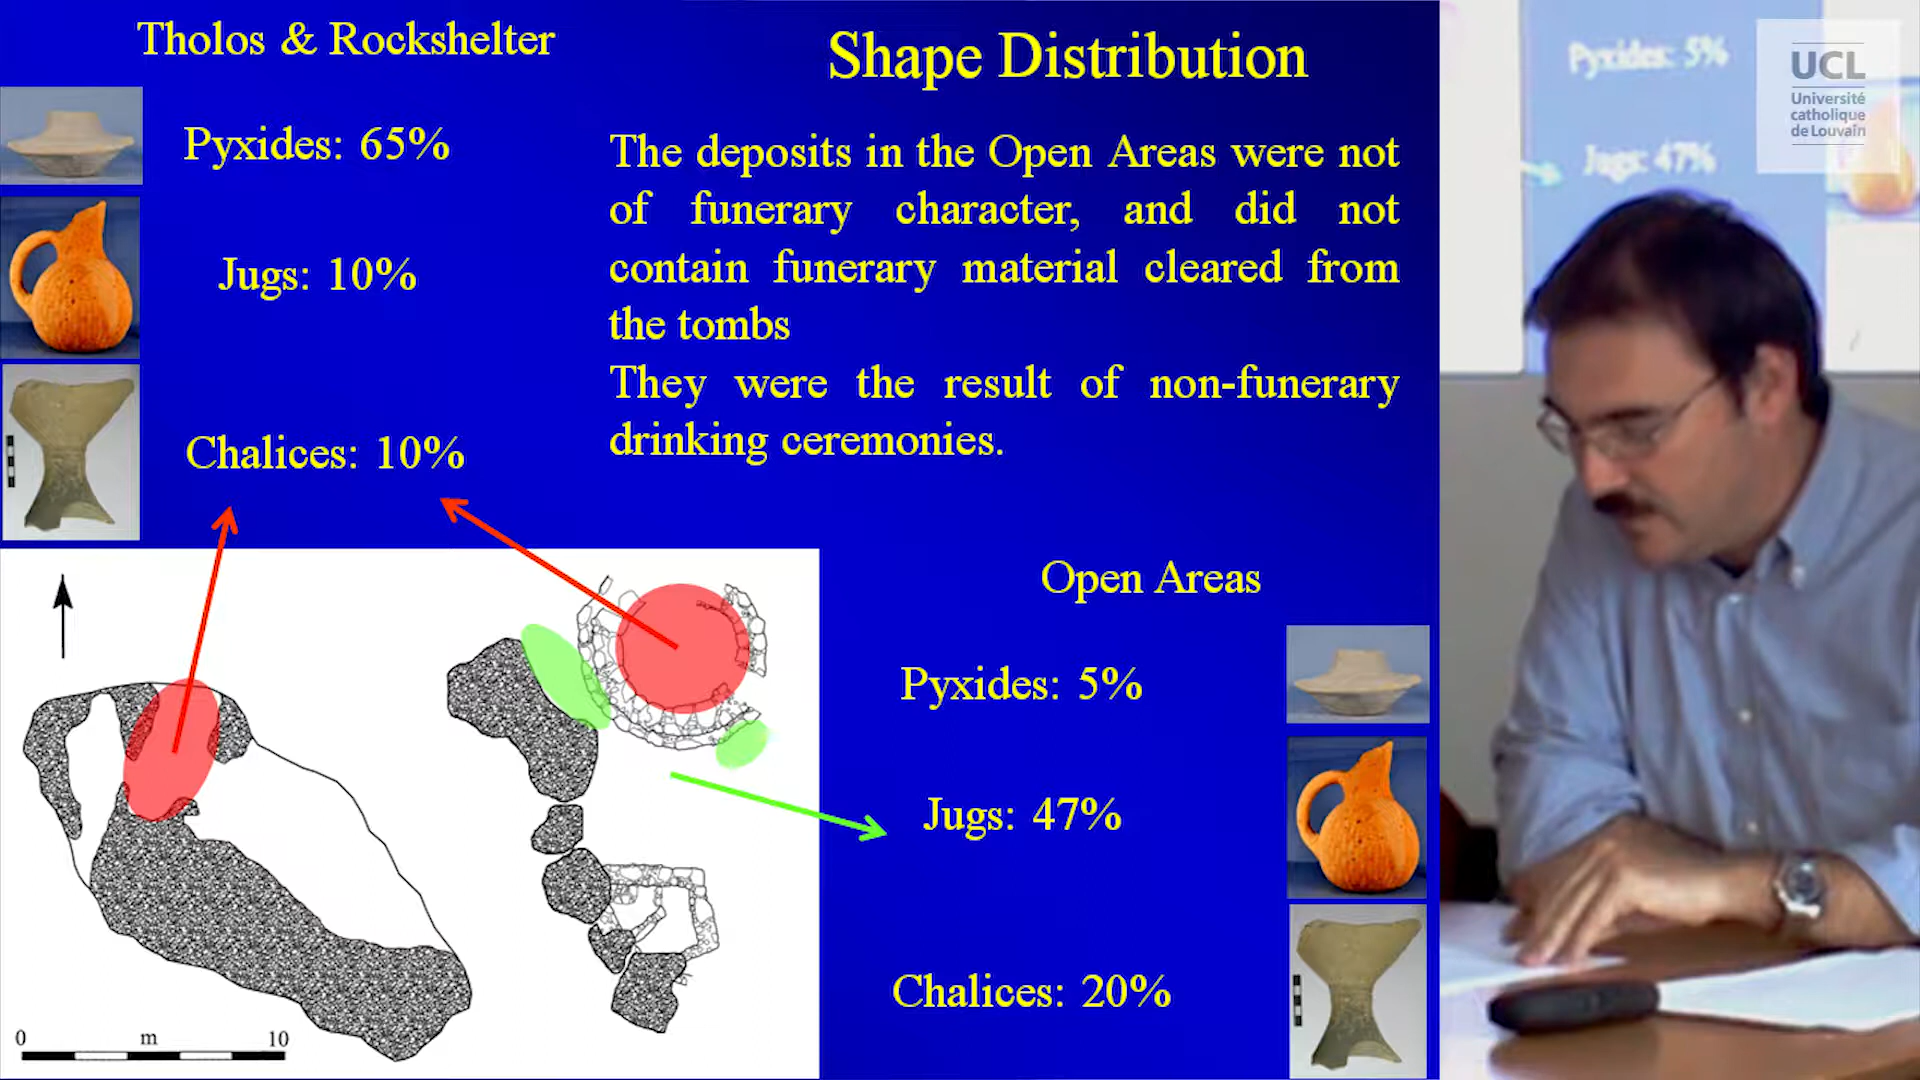 Tholos & Rockshelter
Pyxides: 65%
Jugs: 10%
Chalices: 10%
Shape Distribution
The deposits in the Open Areas were not
of funerary character, and did not
contain funerary material cleared from
the tombs
They were the result of non-funerary
drinking ceremonies.
Open Areas
Pyxides: 5%
Jugs: 47%
Chalices: 20%
0 m 10
Pyxides: 5%
Jugs: 47%
UCL
Université
catholique
de Louvain